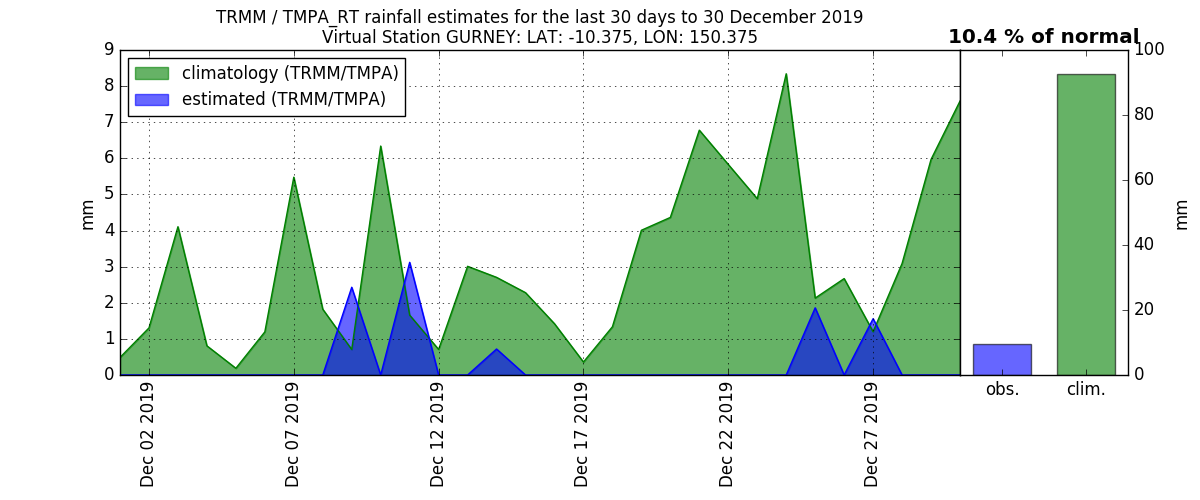 TRMM / TMPA_RT rainfall estimates for the last 30 days to 30 December 2019
Virtual Station GURNEY: LAT: -10.375, LON: 150.375
10.4 % of normal
climatology (TRMM/TMPA)
estimated (TRMM/TMPA)
mm
9
8
7
6
5
4
3
2
1
0
Dec 02 2019
Dec 07 2019
Dec 12 2019
Dec 17 2019
Dec 22 2019
Dec 27 2019
obs.
clim.
100
80
60
40
20
0
mm